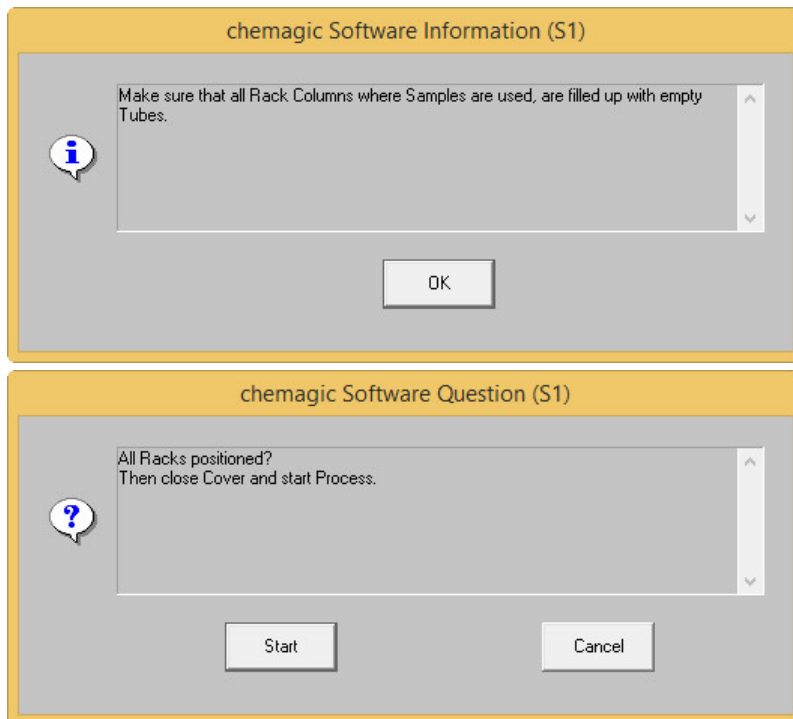 chemagic Software Information (S1)
Make sure that all Rack Columns where Samples are used, are filled up with empty
Tubes.
OK
chemagic Software Question (S1)
All Racks positioned?
Then close Cover and start Process.
Start
Cancel